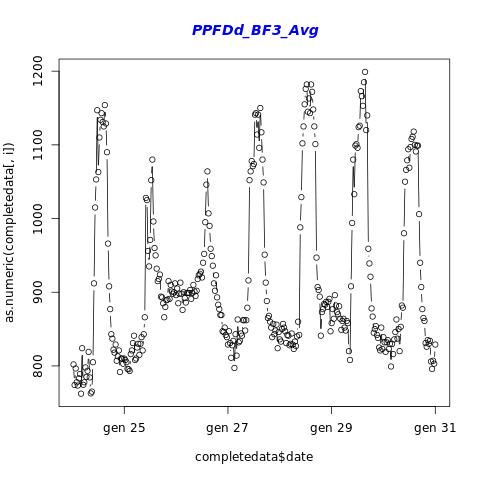 PPFDd_BF3_Avg
as.numeric(completedata[, i])
1200
1100
1000
900
800
gen 25
gen 27
gen 29
gen 31
completedata$date